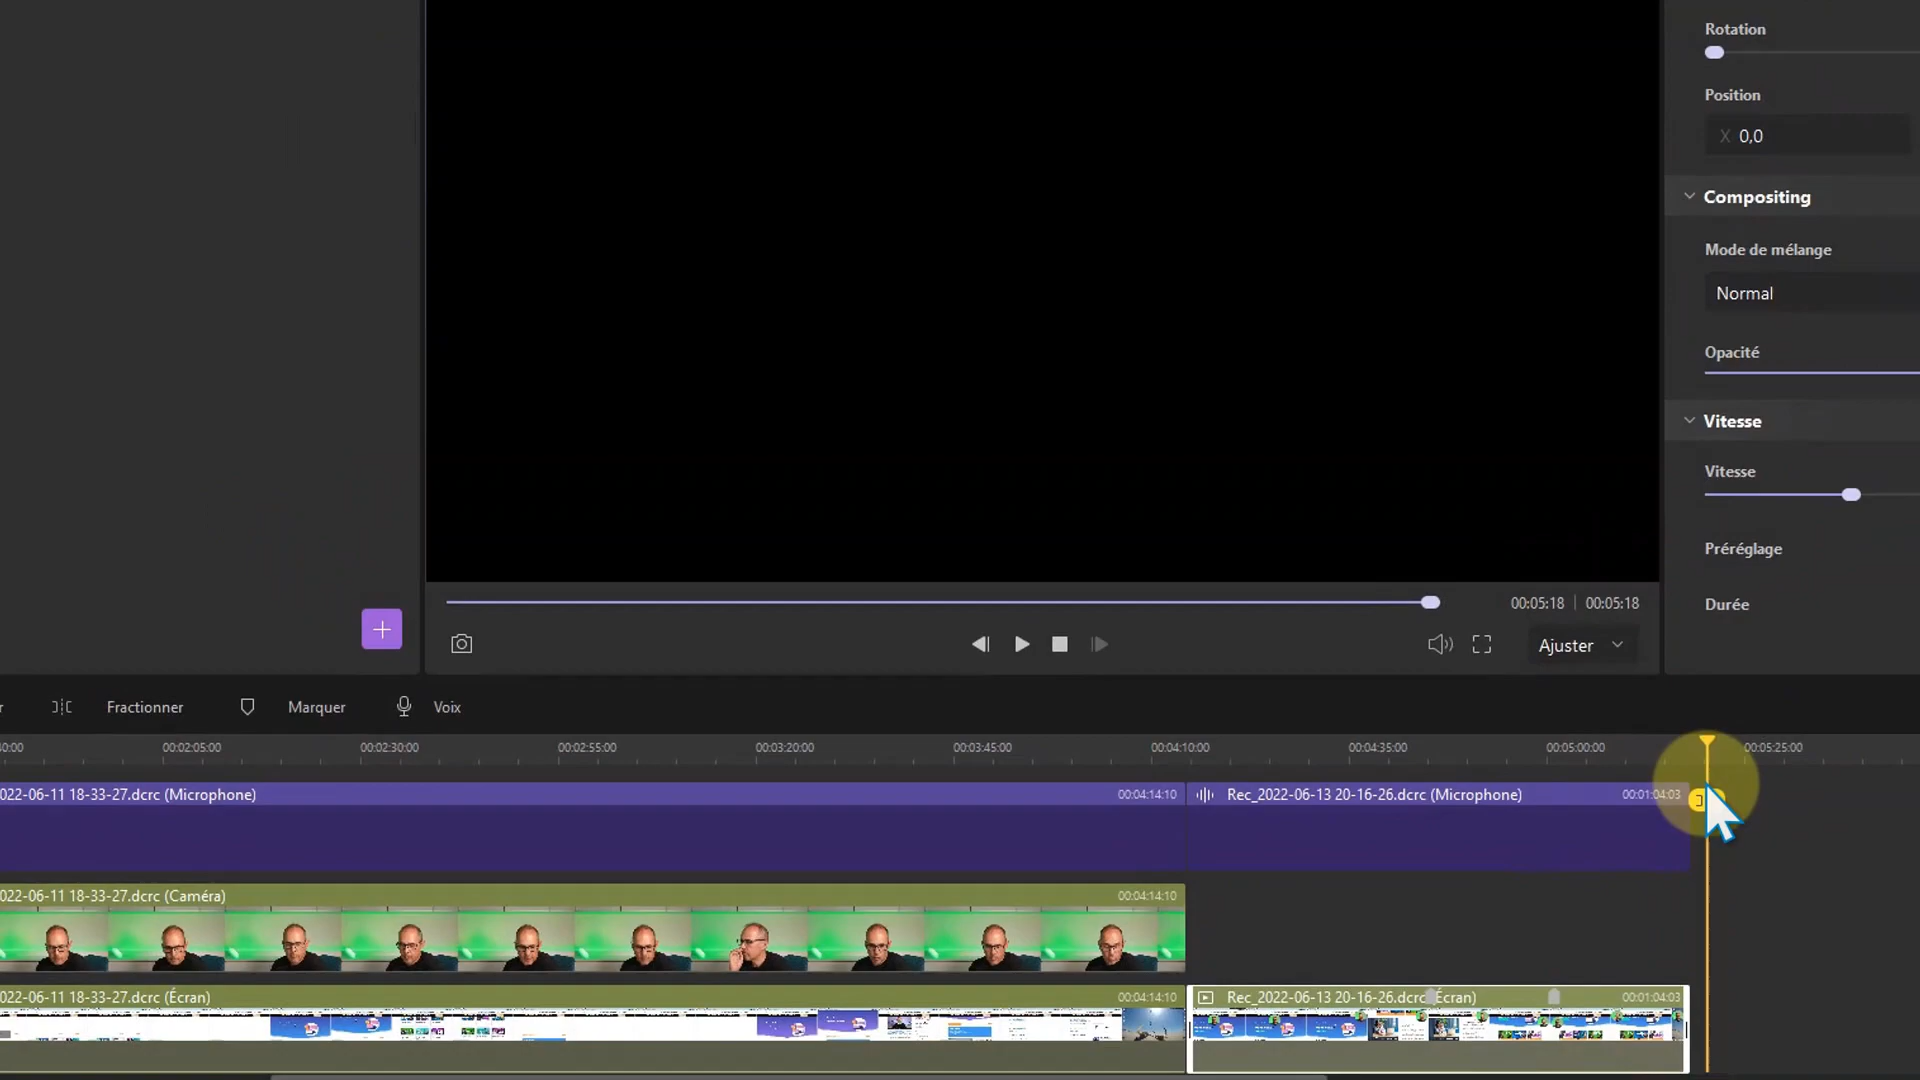 Rotation
Position
X 0,0
Compositing
Mode de mélange
Normal
Opacité
Vitesse
Vitesse
Préréglage
Durée
00:05:18 | 00:05:18
Ajuster
r Fractionner Marquer Voix
40:00 00:02:05:00 00:02:30:00 00:02:55:00 00:03:20:00 00:03:45:00 00:04:10:00 00:04:35:00 00:05:00:00 00:05:25:00
022-06-11 18-33-27.dcrc (Microphone) 00:04:14:10 Rec_2022-06-13 20-16-26.dcrc (Microphone) 00:01:04:03
022-06-11 18-33-27.dcrc (Caméra) 00:04:14:10
022-06-11 18-33-27.dcrc (Écran) 00:04:14:10 Rec_2022-06-13 20-16-26.dcrc (Écran) 00:01:04:03